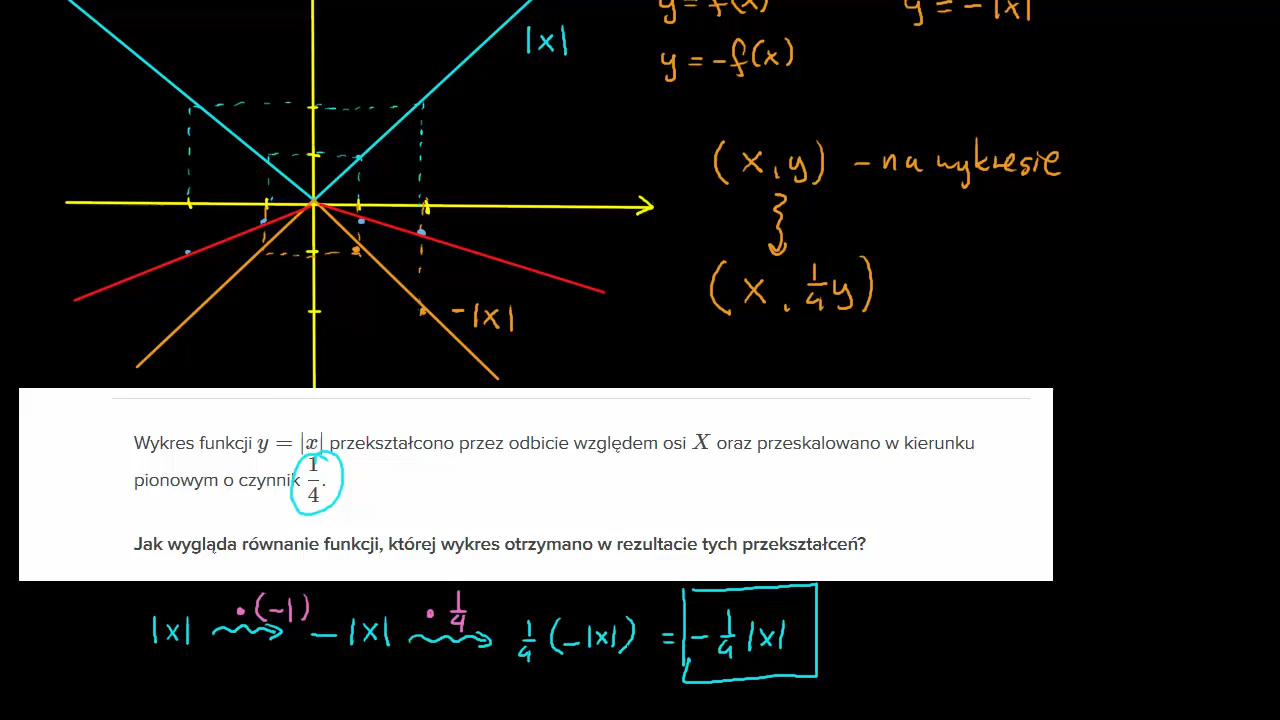 y = f(x)
y = -|x|
|x|
y = -f(x)
(x, y) - na wykresie
(x, 1/4 y)
-|x|
Wykres funkcji y = |x| przekształcono przez odbicie względem osi X oraz przeskalowano w kierunku
pionowym o czynnik 1/4.
Jak wygląda równanie funkcji, której wykres otrzymano w rezultacie tych przekształceń?
·(-1) · 1/4
|x| -|x| 1/4 (-|x|) = -1/4 |x|